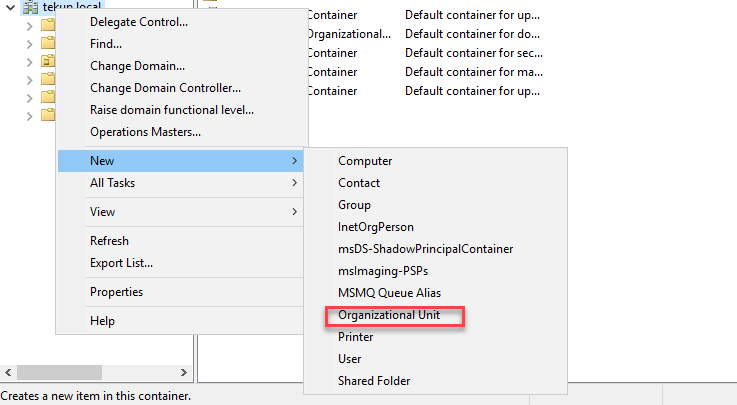 tekup.local
Delegate Control...
Find...
Change Domain...
Change Domain Controller...
Raise domain functional level...
Operations Masters...
New
All Tasks
View
Refresh
Export List...
Properties
Help
Container Default container for up...
Organizational... Default container for do...
Container Default container for sec...
Container Default container for ma...
Container Default container for up...
Computer
Contact
Group
InetOrgPerson
msDS-ShadowPrincipalContainer
msImaging-PSPs
MSMQ Queue Alias
Organizational Unit
Printer
User
Shared Folder
Creates a new item in this container.